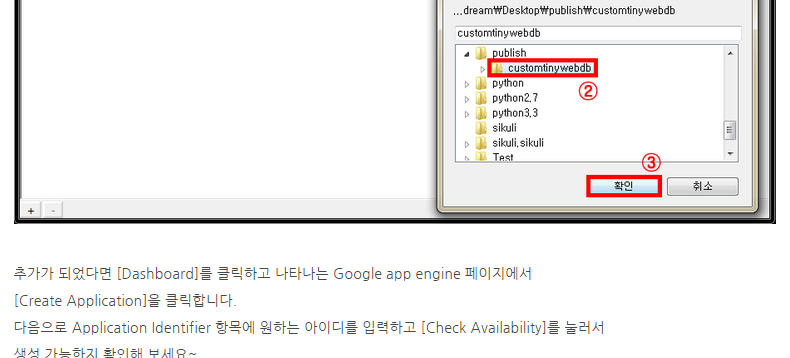 ...dream\Desktop\publish\customtinywebdb
customtinywebdb
publish
customtinywebdb
②
python
python2.7
python3.3
sikuli
sikuli.sikuli
Test
③
확인 취소
+ -
추가가 되었다면 [Dashboard]를 클릭하고 나타나는 Google app engine 페이지에서
[Create Application]을 클릭합니다.
다음으로 Application Identifier 항목에 원하는 아이디를 입력하고 [Check Availability]를 눌러서
생성 가능한지 확인해 보세요~